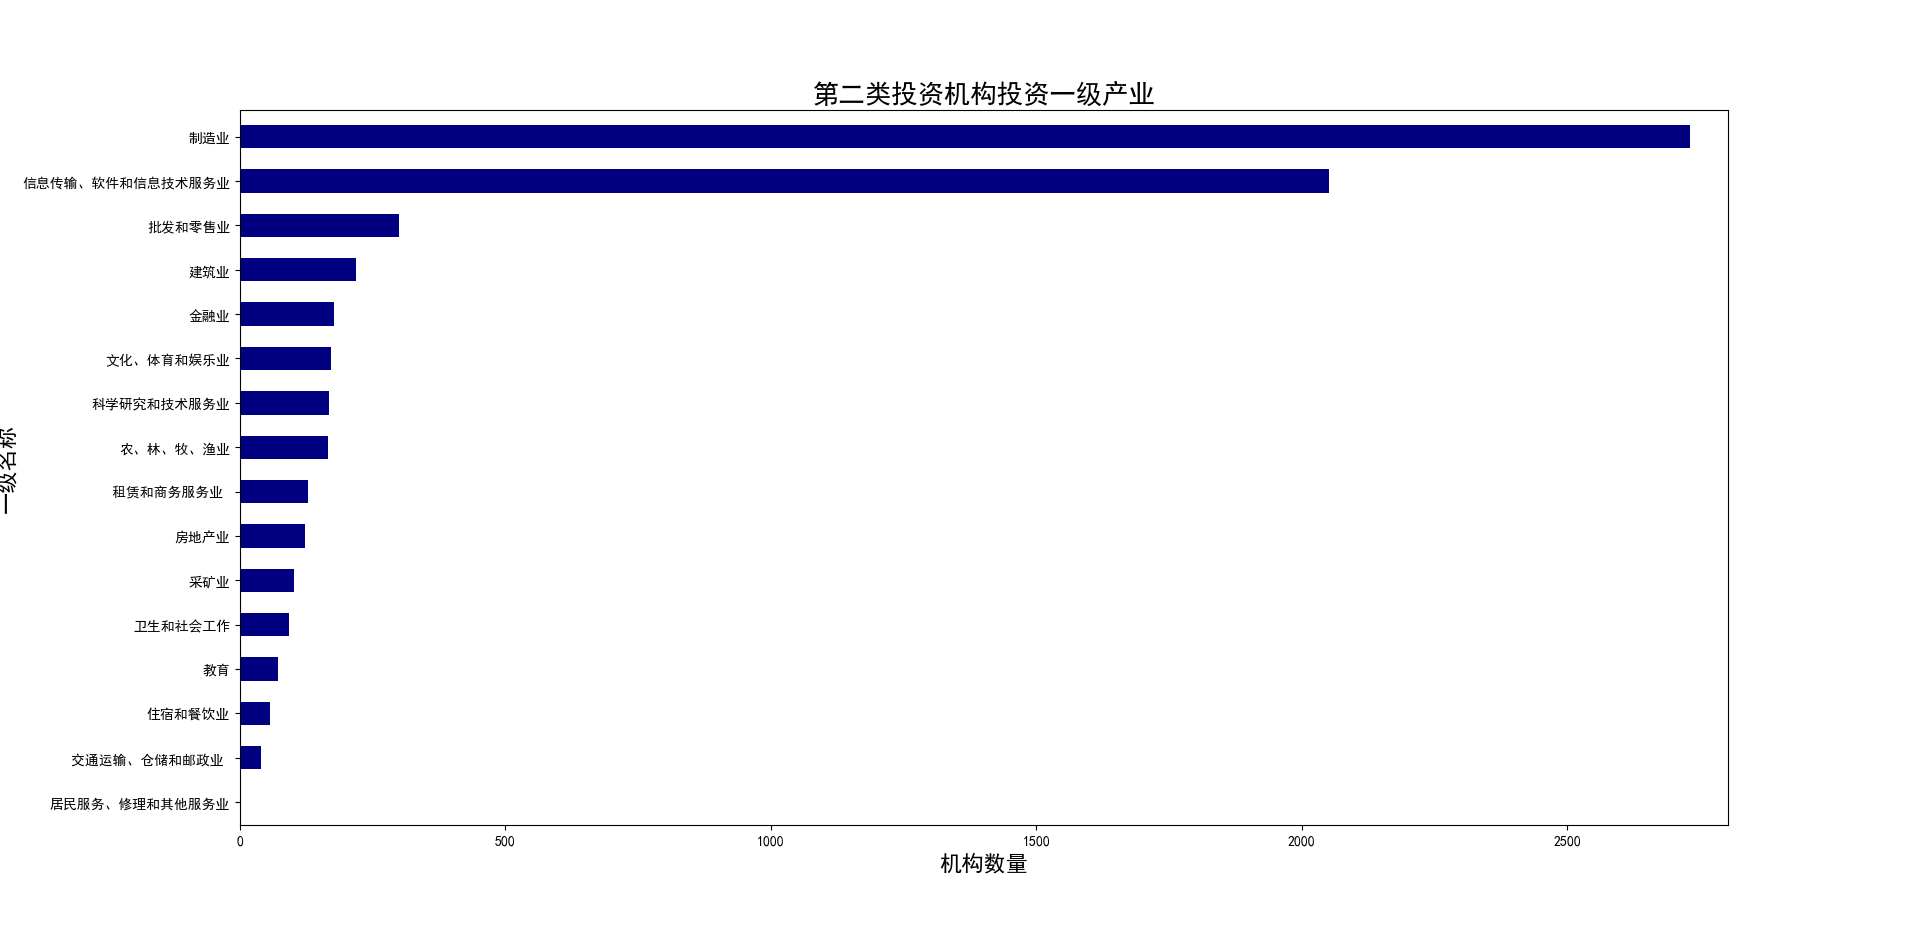 第二类投资机构投资一级产业
制造业
信息传输、软件和信息技术服务业
批发和零售业
建筑业
金融业
文化、体育和娱乐业
科学研究和技术服务业
农、林、牧、渔业
租赁和商务服务业
房地产业
采矿业
卫生和社会工作
教育
住宿和餐饮业
交通运输、仓储和邮政业
居民服务、修理和其他服务业
一级名称
0 500 1000 1500 2000 2500
机构数量